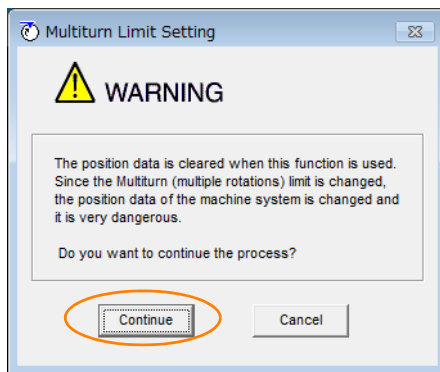 Multiturn Limit Setting
WARNING
The position data is cleared when this function is used.
Since the Multiturn (multiple rotations) limit is changed,
the position data of the machine system is changed and
it is very dangerous.
Do you want to continue the process?
Continue
Cancel